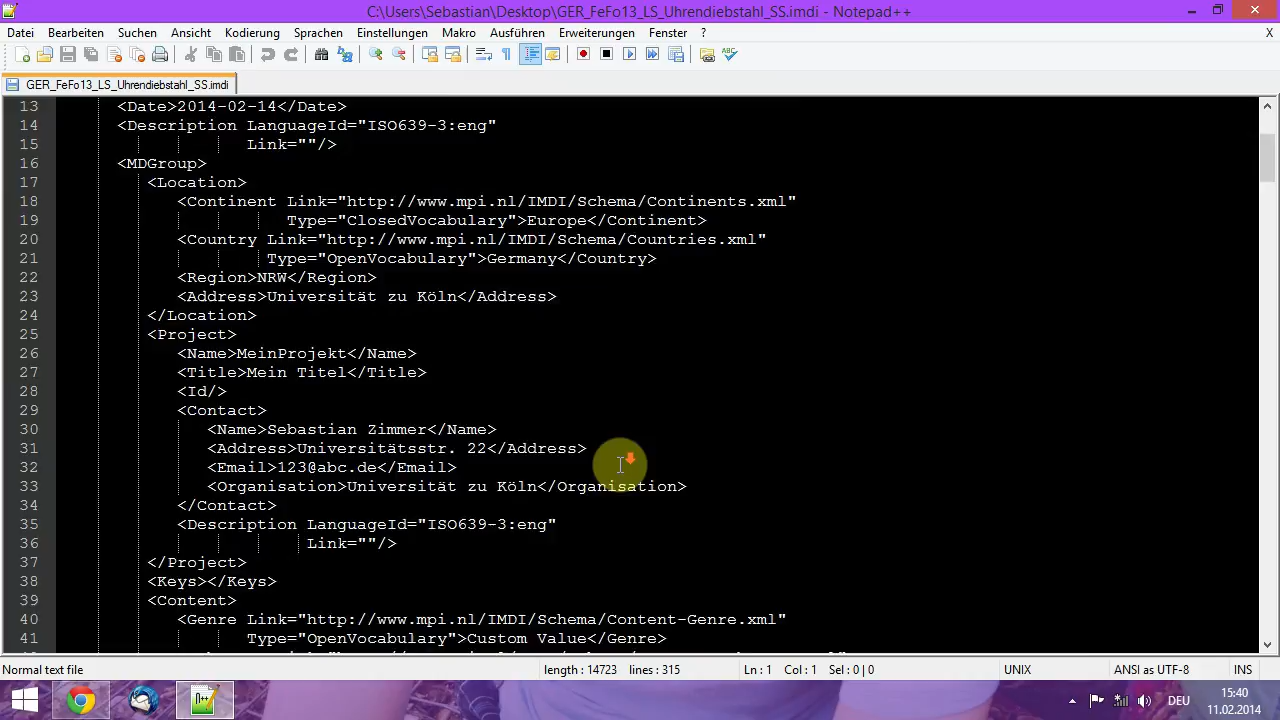 C:\Users\Sebastian\Desktop\GER_FeFo13_LS_Uhrendiebstahl_SS.imdi - Notepad++
Datei Bearbeiten Suchen Ansicht Kodierung Sprachen Einstellungen Makro Ausführen Erweiterungen Fenster ? X
GER_FeFo13_LS_Uhrendiebstahl_SS.imdi
13 <Date>2014-02-14</Date>
14 <Description LanguageId="ISO639-3:eng"
15 Link=""/>
16 <MDGroup>
17 <Location>
18 <Continent Link="http://www.mpi.nl/IMDI/Schema/Continents.xml"
19 Type="ClosedVocabulary">Europe</Continent>
20 <Country Link="http://www.mpi.nl/IMDI/Schema/Countries.xml"
21 Type="OpenVocabulary">Germany</Country>
22 <Region>NRW</Region>
23 <Address>Universität zu Köln</Address>
24 </Location>
25 <Project>
26 <Name>MeinProjekt</Name>
27 <Title>Mein Titel</Title>
28 <Id/>
29 <Contact>
30 <Name>Sebastian Zimmer</Name>
31 <Address>Universitätsstr. 22</Address>
32 <Email>123@abc.de</Email>
33 <Organisation>Universität zu Köln</Organisation>
34 </Contact>
35 <Description LanguageId="ISO639-3:eng"
36 Link=""/>
37 </Project>
38 <Keys></Keys>
39 <Content>
40 <Genre Link="http://www.mpi.nl/IMDI/Schema/Content-Genre.xml"
41 Type="OpenVocabulary">Custom Value</Genre>
Normal text file length : 14723 lines : 315 Ln : 1 Col : 1 Sel : 0 | 0 UNIX ANSI as UTF-8 INS
DEU 15:40
11.02.2014